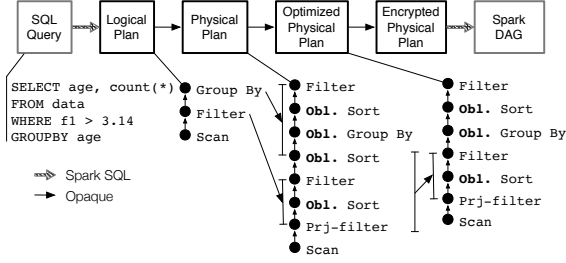 SQL Query
Logical Plan
Physical Plan
Optimized Physical Plan
Encrypted Physical Plan
Spark DAG
SELECT age, count(*)
FROM data
WHERE f1 > 3.14
GROUPBY age
Group By
Filter
Scan
Filter
Obl. Sort
Obl. Group By
Obl. Sort
Filter
Obl. Sort
Prj-filter
Scan
Filter
Obl. Sort
Obl. Group By
Filter
Obl. Sort
Prj-filter
Scan
Spark SQL
Opaque